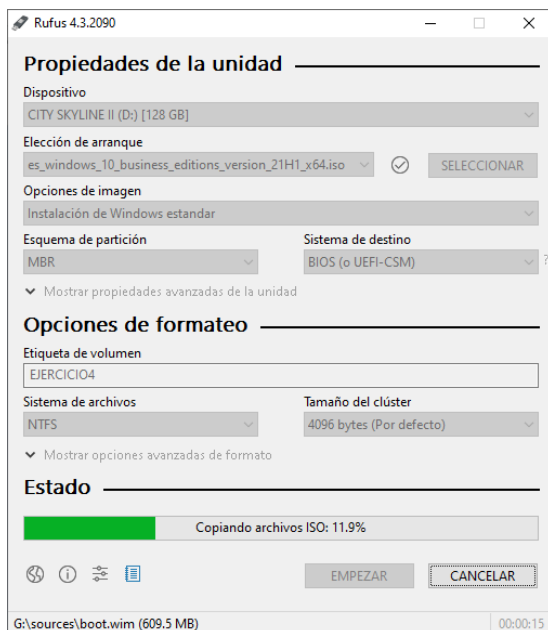 Rufus 4.3.2090
Propiedades de la unidad
Dispositivo
CITY SKYLINE II (D:) [128 GB]
Elección de arranque
es_windows_10_business_editions_version_21H1_x64.iso
SELECCIONAR
Opciones de imagen
Instalación de Windows estandar
Esquema de partición Sistema de destino
MBR BIOS (o UEFI-CSM) ?
Mostrar propiedades avanzadas de la unidad
Opciones de formateo
Etiqueta de volumen
EJERCICIO4
Sistema de archivos Tamaño del clúster
NTFS 4096 bytes (Por defecto)
Mostrar opciones avanzadas de formato
Estado
Copiando archivos ISO: 11.9%
EMPEZAR CANCELAR
G:\sources\boot.wim (609.5 MB) 00:00:15